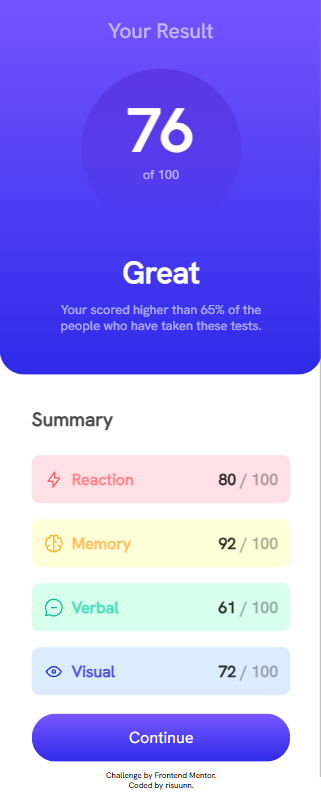 Your Result
76
of 100
Great
Your scored higher than 65% of the
people who have taken these tests.
Summary
Reaction 80 / 100
Memory 92 / 100
Verbal 61 / 100
Visual 72 / 100
Continue
Challenge by Frontend Mentor.
Coded by risuunn.